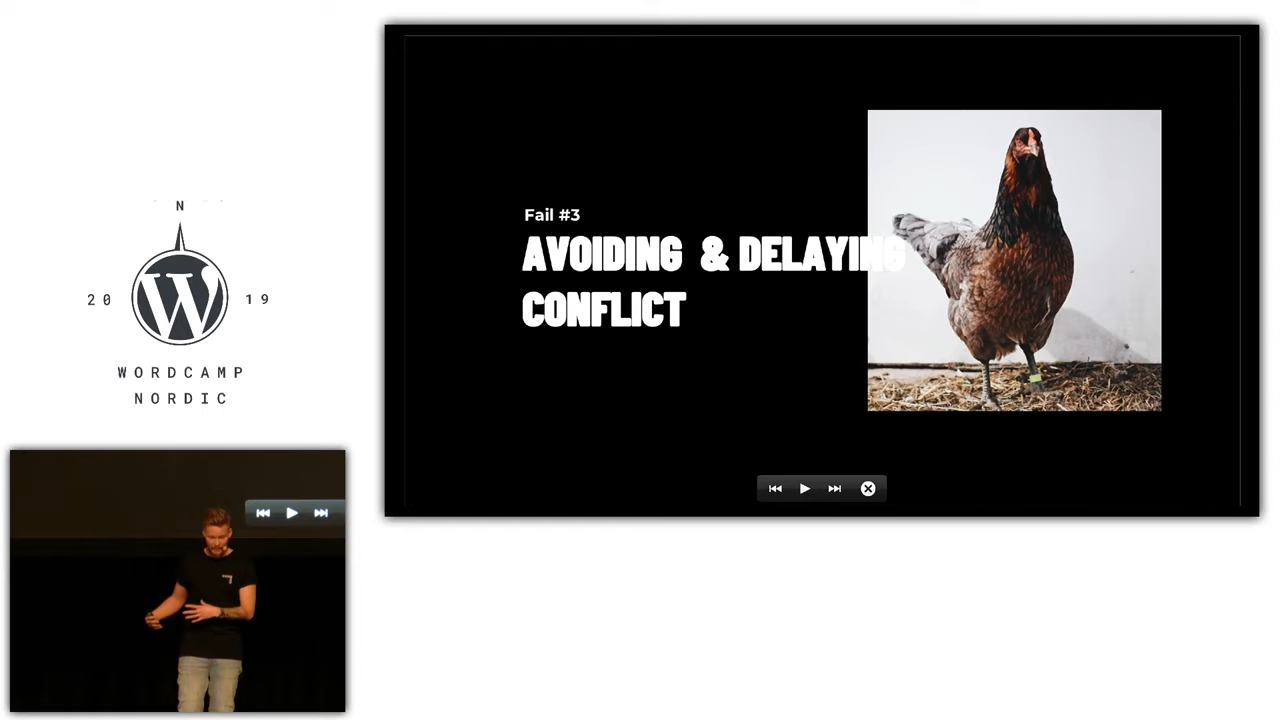 N
20 19
WORDCAMP
NORDIC
Fail #3
AVOIDING & DELAYING
CONFLICT